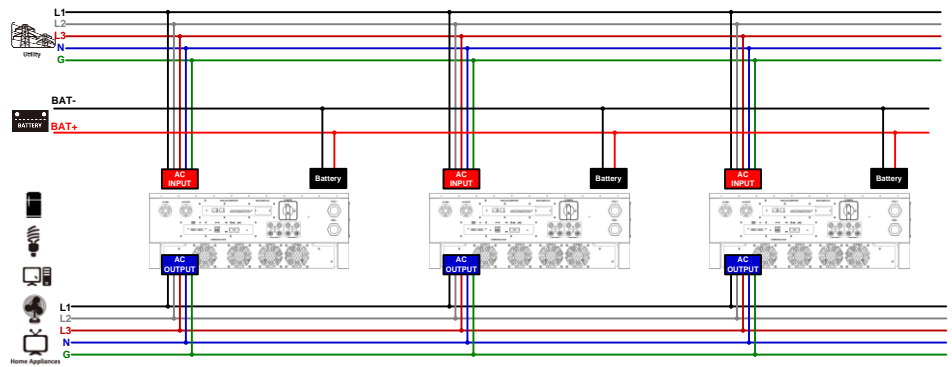 L1
L2
L3
N
G
Utility
BAT-
BATTERY
BAT+
AC
INPUT
Battery
AC
INPUT
Battery
AC
INPUT
Battery
AC
OUTPUT
AC
OUTPUT
AC
OUTPUT
L1
L2
L3
N
G
Home Appliances